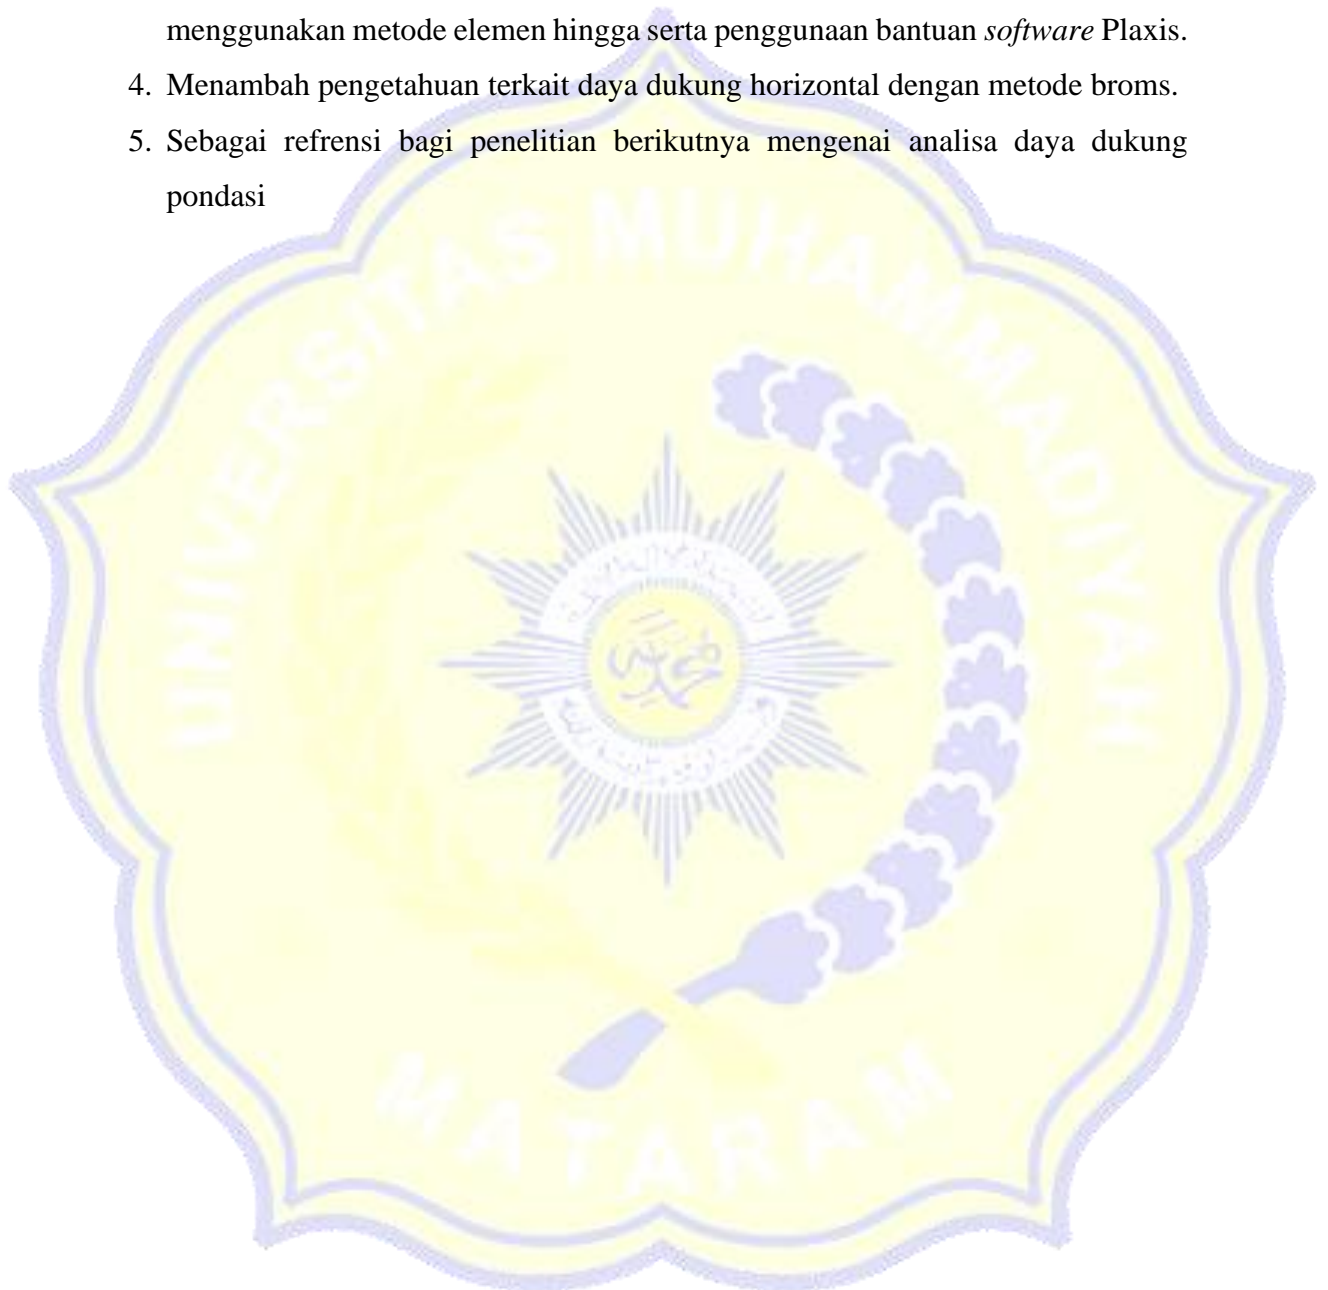 menggunakan metode elemen hingga serta penggunaan bantuan software Plaxis.
4. Menambah pengetahuan terkait daya dukung horizontal dengan metode broms.
5. Sebagai refrensi bagi penelitian berikutnya mengenai analisa daya dukung
pondasi
UNIVERSITAS MUHAMMADIYAH
MATARAM